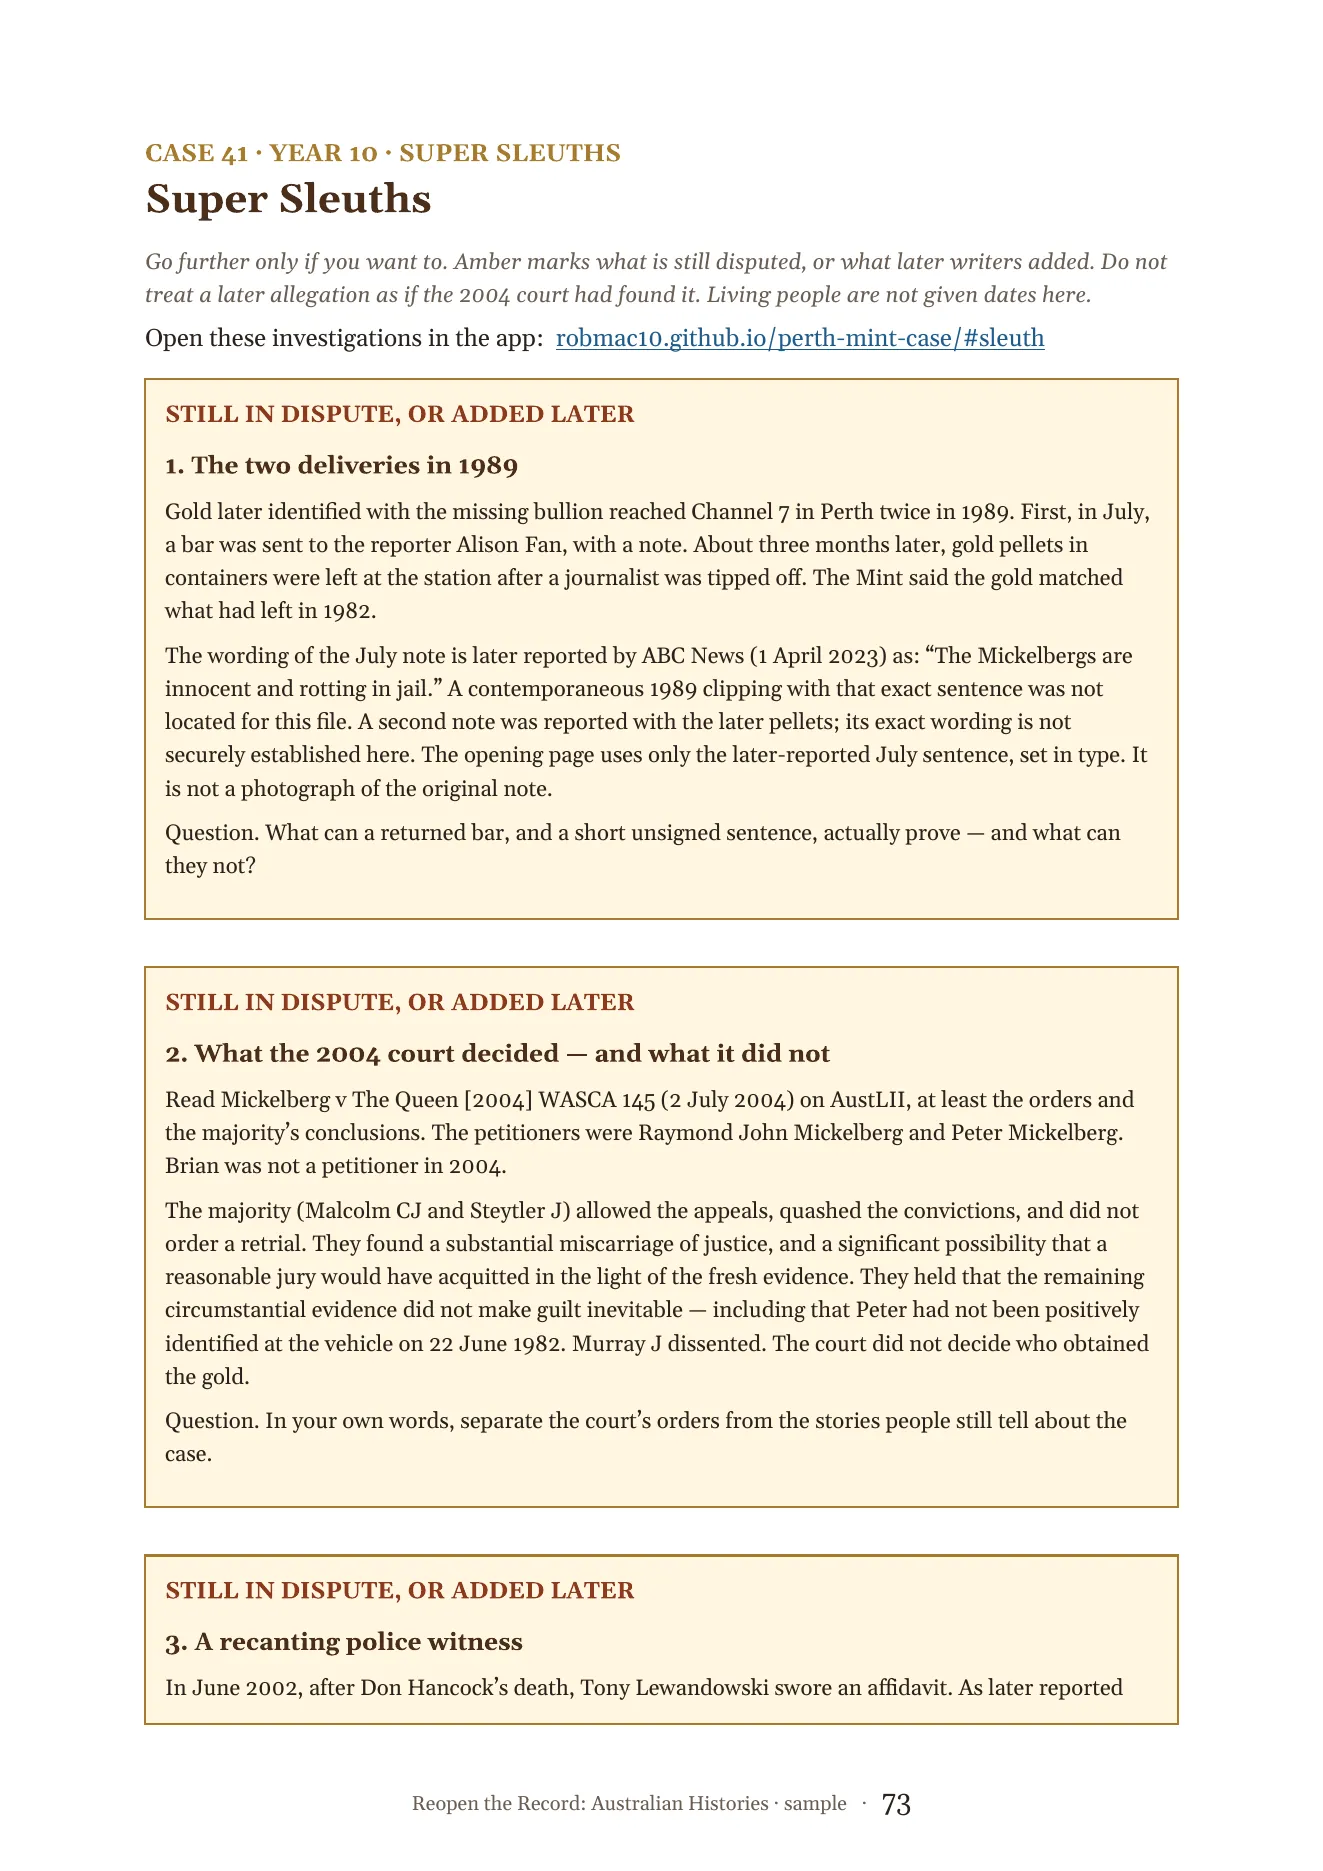 CASE 41 · YEAR 10 · SUPER SLEUTHS
Super Sleuths
Go further only if you want to. Amber marks what is still disputed, or what later writers added. Do not
treat a later allegation as if the 2004 court had found it. Living people are not given dates here.
Open these investigations in the app: robmac10.github.io/perth-mint-case/#sleuth
STILL IN DISPUTE, OR ADDED LATER
1. The two deliveries in 1989
Gold later identified with the missing bullion reached Channel 7 in Perth twice in 1989. First, in July,
a bar was sent to the reporter Alison Fan, with a note. About three months later, gold pellets in
containers were left at the station after a journalist was tipped off. The Mint said the gold matched
what had left in 1982.
The wording of the July note is later reported by ABC News (1 April 2023) as: “The Mickelbergs are
innocent and rotting in jail.” A contemporaneous 1989 clipping with that exact sentence was not
located for this file. A second note was reported with the later pellets; its exact wording is not
securely established here. The opening page uses only the later-reported July sentence, set in type. It
is not a photograph of the original note.
Question. What can a returned bar, and a short unsigned sentence, actually prove — and what can
they not?
STILL IN DISPUTE, OR ADDED LATER
2. What the 2004 court decided — and what it did not
Read Mickelberg v The Queen [2004] WASCA 145 (2 July 2004) on AustLII, at least the orders and
the majority’s conclusions. The petitioners were Raymond John Mickelberg and Peter Mickelberg.
Brian was not a petitioner in 2004.
The majority (Malcolm CJ and Steytler J) allowed the appeals, quashed the convictions, and did not
order a retrial. They found a substantial miscarriage of justice, and a significant possibility that a
reasonable jury would have acquitted in the light of the fresh evidence. They held that the remaining
circumstantial evidence did not make guilt inevitable — including that Peter had not been positively
identified at the vehicle on 22 June 1982. Murray J dissented. The court did not decide who obtained
the gold.
Question. In your own words, separate the court’s orders from the stories people still tell about the
case.
STILL IN DISPUTE, OR ADDED LATER
3. A recanting police witness
In June 2002, after Don Hancock’s death, Tony Lewandowski swore an affidavit. As later reported
Reopen the Record: Australian Histories · sample · 73